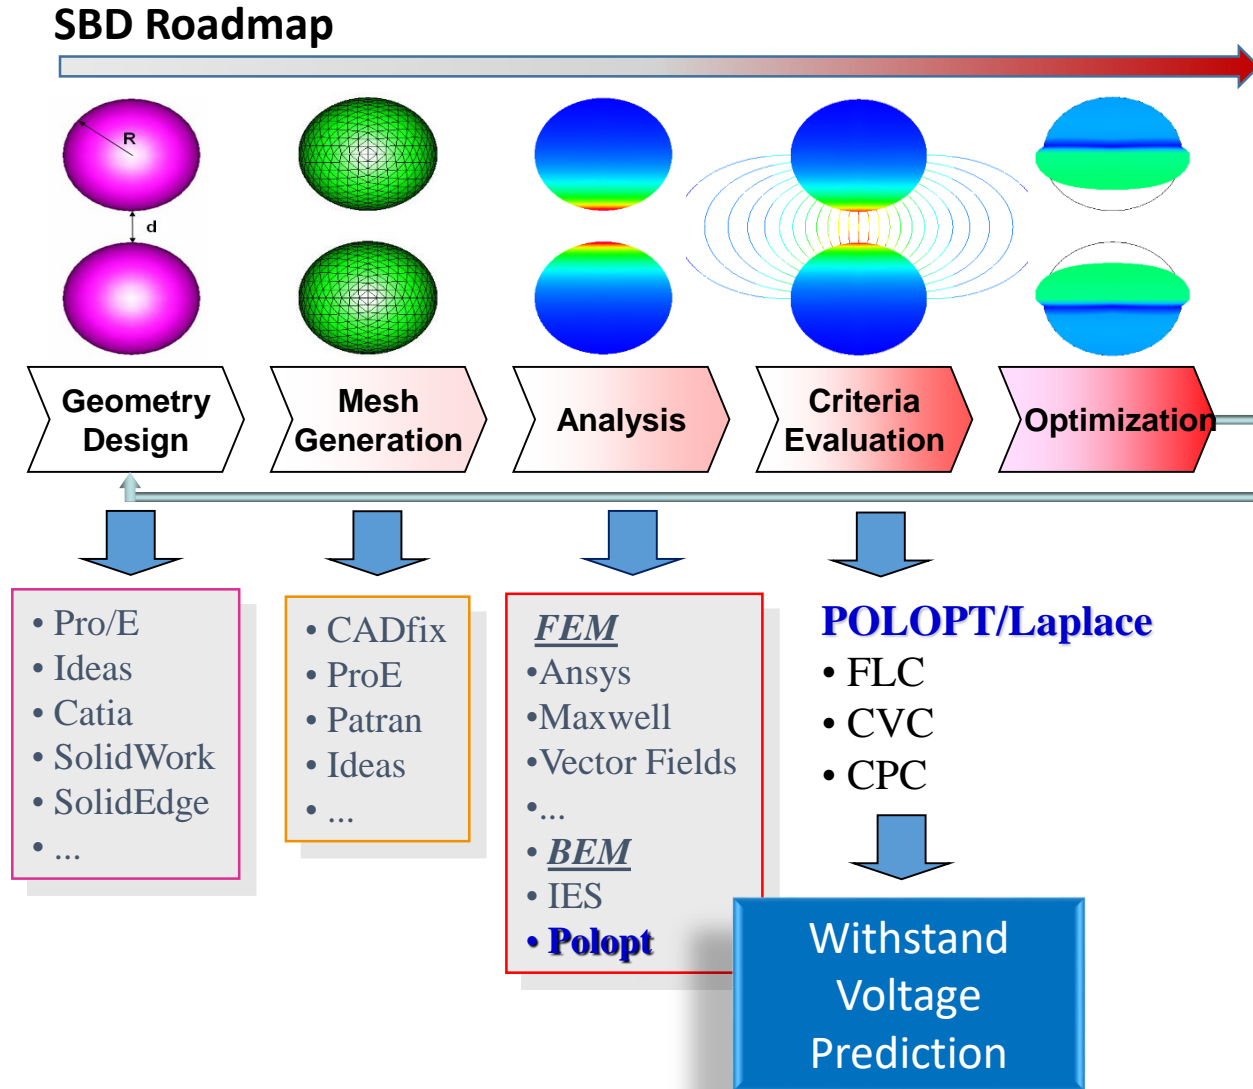 SBD Roadmap
R
d
Geometry
Design
Mesh
Generation
Analysis
Criteria
Evaluation
Optimization
• Pro/E
• Ideas
• Catia
• SolidWork
• SolidEdge
• ...
• CADfix
• ProE
• Patran
• Ideas
• ...
FEM
•Ansys
•Maxwell
•Vector Fields
•...
• BEM
• IES
• Polopt
POLOPT/Laplace
• FLC
• CVC
• CPC
Withstand
Voltage
Prediction